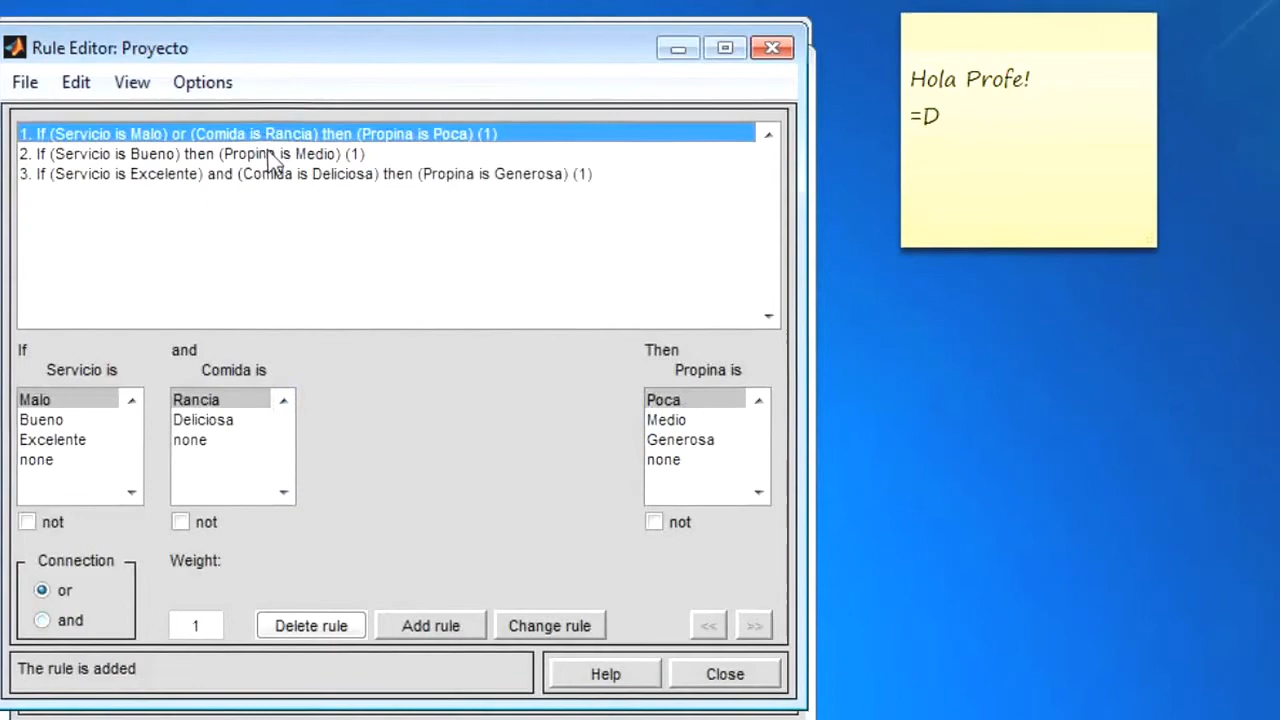 Rule Editor: Proyecto
File Edit View Options
1. If (Servicio is Malo) or (Comida is Rancia) then (Propina is Poca) (1)
2. If (Servicio is Bueno) then (Propina is Medio) (1)
3. If (Servicio is Excelente) and (Comida is Deliciosa) then (Propina is Generosa) (1)
If and Then
Servicio is Comida is Propina is
Malo Rancia Poca
Bueno Deliciosa Medio
Excelente none Generosa
none none
not not not
Connection Weight:
or
and 1 Delete rule Add rule Change rule << >>
The rule is added Help Close
Hola Profe!
=D